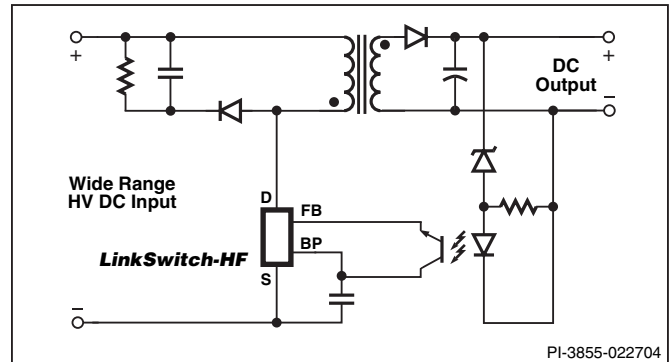 +
+
DC
Output
−
Wide Range
HV DC Input
D
FB
BP
LinkSwitch-HF
S
−
PI-3855-022704